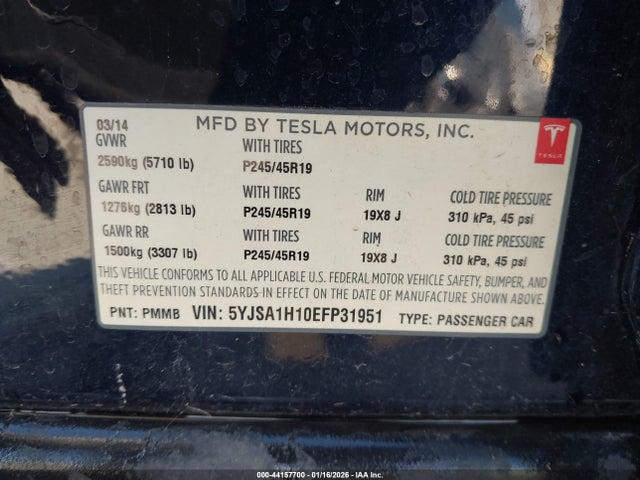 03/14 MFD BY TESLA MOTORS, INC.
GVWR WITH TIRES
TESLA
2590kg (5710 lb) P245/45R19
GAWR FRT WITH TIRES RIM COLD TIRE PRESSURE
1276kg (2813 lb) P245/45R19 19X8 J 310 kPa, 45 psi
GAWR RR WITH TIRES RIM COLD TIRE PRESSURE
1500kg (3307 lb) P245/45R19 19X8 J 310 kPa, 45 psi
THIS VEHICLE CONFORMS TO ALL APPLICABLE U.S. FEDERAL MOTOR VEHICLE SAFETY, BUMPER, AND
THEFT PREVENTION STANDARDS IN EFFECT ON THE DATE OF MANUFACTURE SHOWN ABOVE.
PNT: PMMB VIN: 5YJSA1H10EFP31951 TYPE: PASSENGER CAR
000-44157700 - 01/16/2026 - IAA Inc.